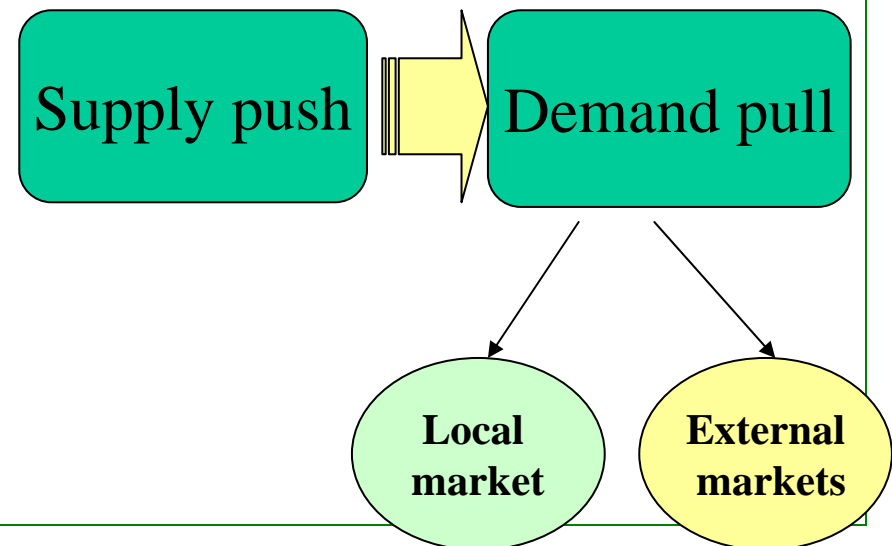 Supply push
Demand pull
Local
market
External
markets